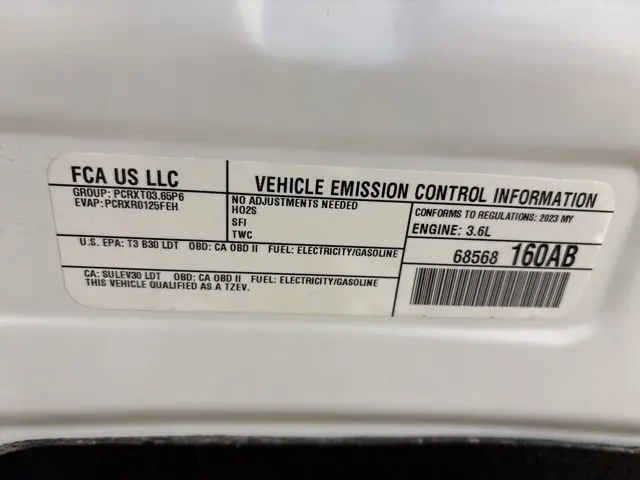 FCA US LLC
GROUP: PCRXT03.65P6
EVAP: PCRXR0125FEH
VEHICLE EMISSION CONTROL INFORMATION
NO ADJUSTMENTS NEEDED
HO2S
SFI
TWC
CONFORMS TO REGULATIONS: 2023 MY
ENGINE: 3.6L
U.S. EPA: T3 B30 LDT OBD: CA OBD II FUEL: ELECTRICITY/GASOLINE
68568 160AB
CA: SULEV30 LDT OBD: CA OBD II FUEL: ELECTRICITY/GASOLINE
THIS VEHICLE QUALIFIED AS A TZEV.